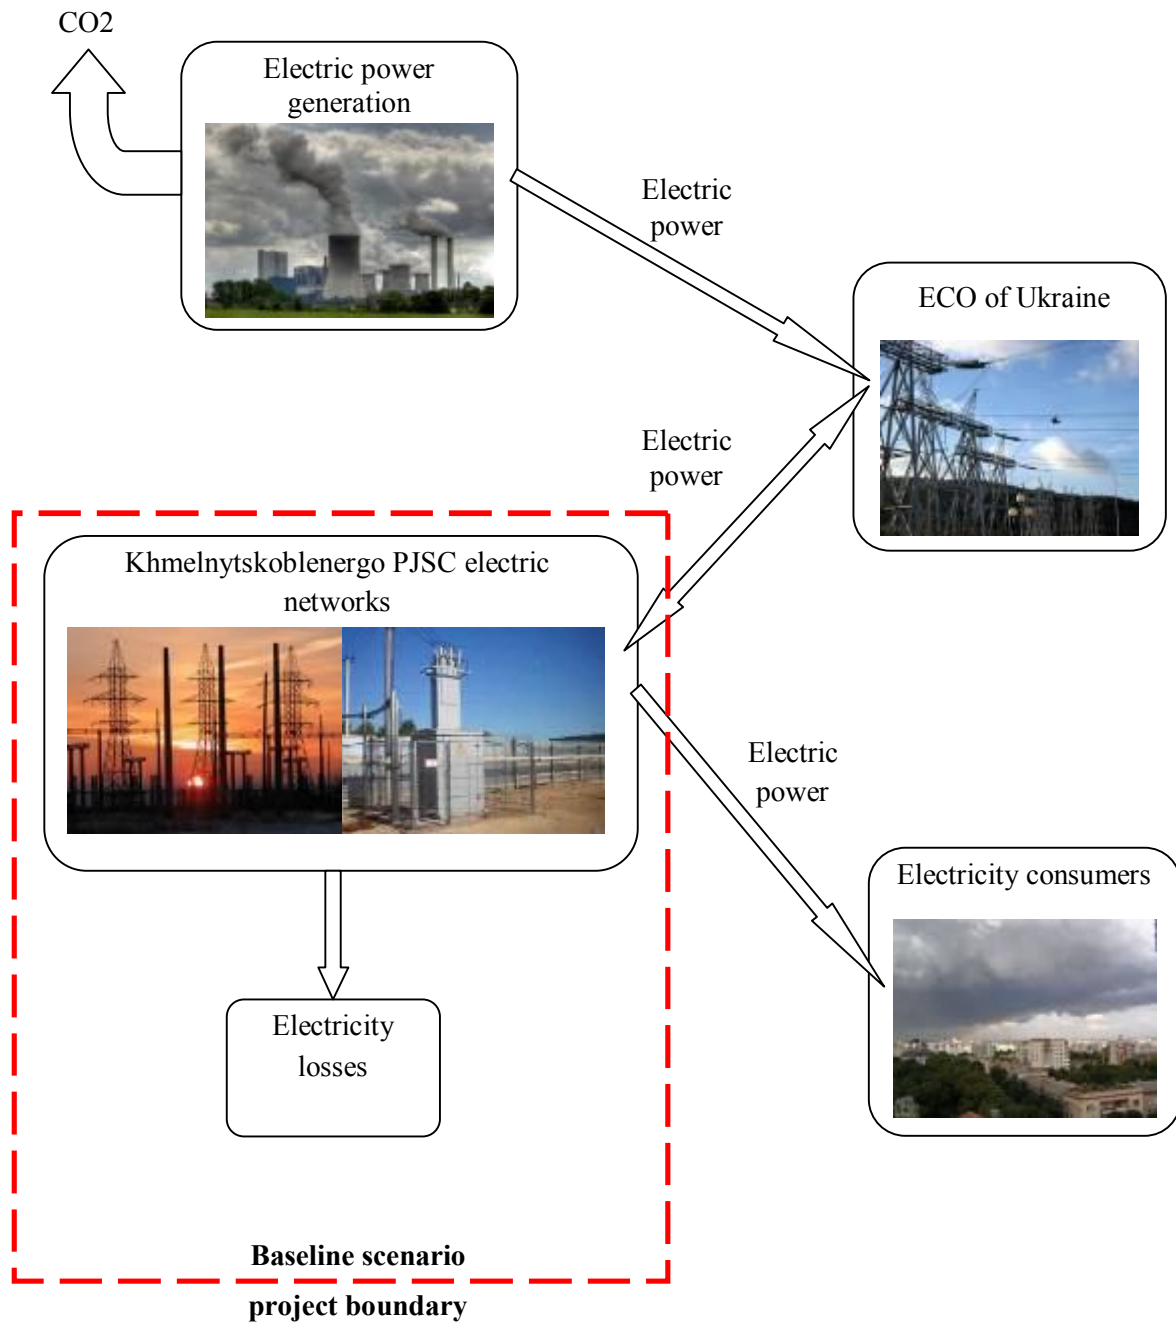 CO2
Electric power
generation
Electric
power
ECO of Ukraine
Electric
power
Khmelnytskoblenergo PJSC electric
networks
Electric
power
Electricity consumers
Electricity
losses
Baseline scenario
project boundary